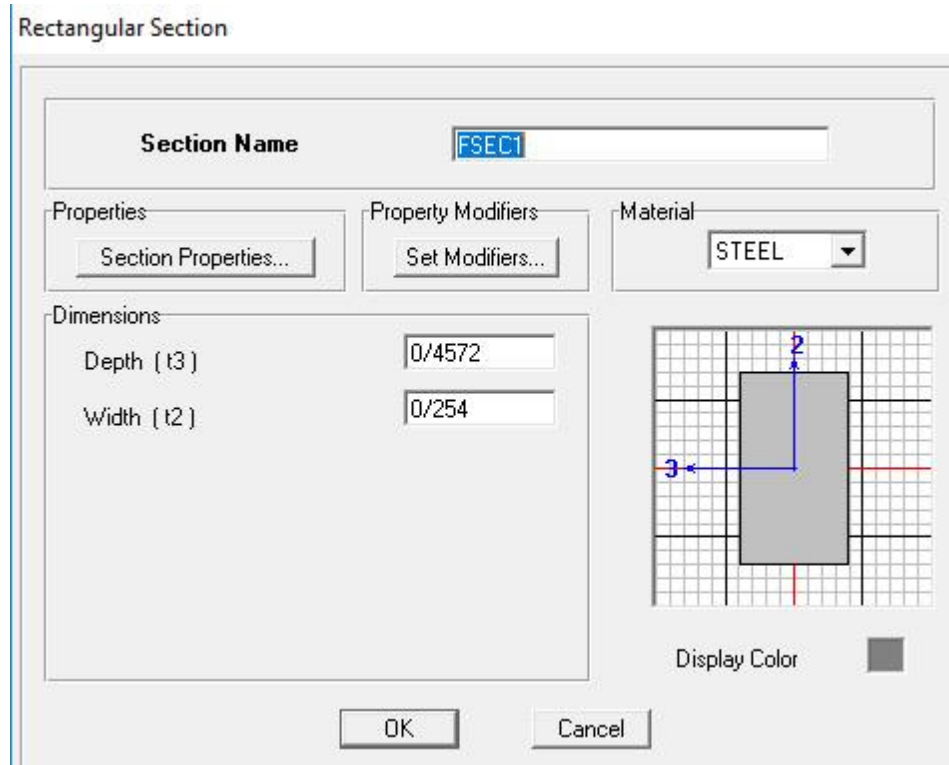 Rectangular Section
Section Name FSEC1
Properties Property Modifiers Material
Section Properties... Set Modifiers... STEEL
Dimensions
Depth ( t3 ) 0/4572
Width ( t2 ) 0/254
2
3
Display Color
OK Cancel